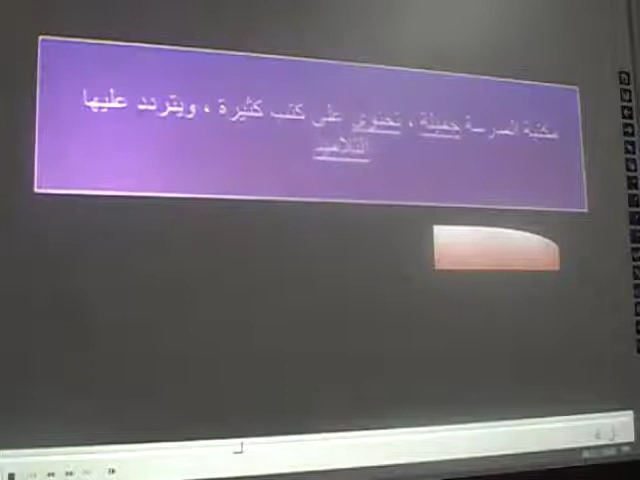 مكتبة المدرسة جميلة ، تحتوي على كتب كثيرة ، ويتردد عليها
التلاميذ